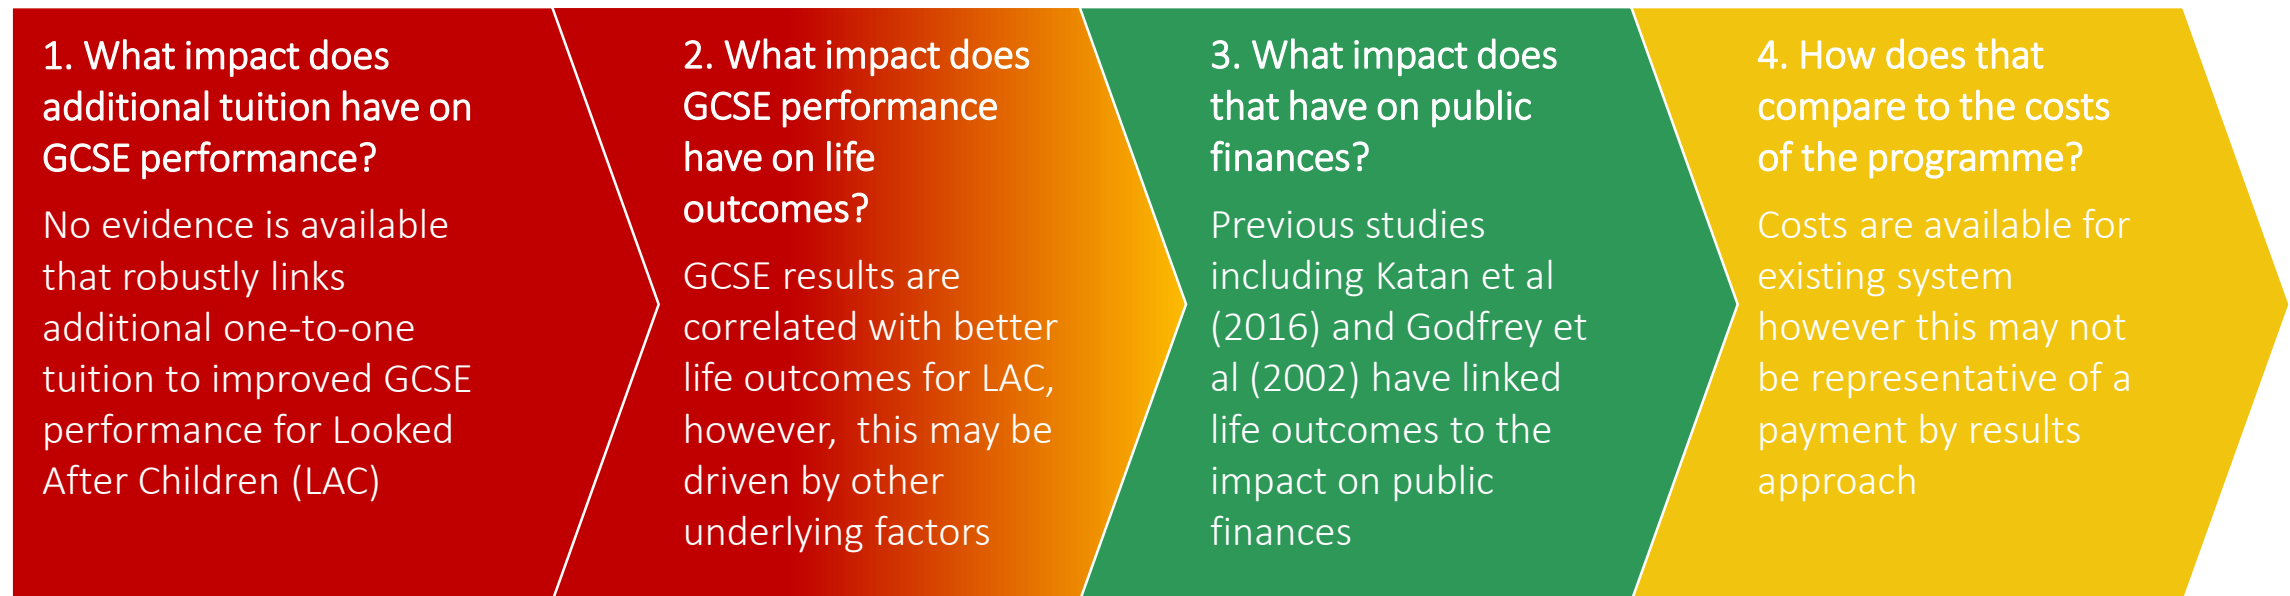 1. What impact does
additional tuition have on
GCSE performance?
No evidence is available
that robustly links
additional one-to-one
tuition to improved GCSE
performance for Looked
After Children (LAC)
2. What impact does
GCSE performance
have on life
outcomes?
GCSE results are
correlated with better
life outcomes for LAC,
however,  this may be
driven by other
underlying factors
3. What impact does
that have on public
finances?
Previous studies
including Katan et al
(2016) and Godfrey et
al (2002) have linked
life outcomes to the
impact on public
finances
4. How does that
compare to the costs
of the programme?
Costs are available for
existing system
however this may not
be representative of a
payment by results
approach